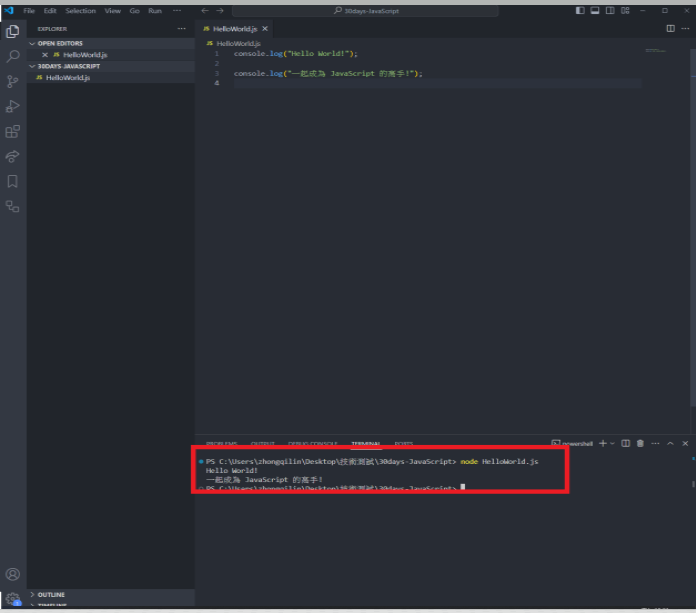 File Edit Selection View Go Run ··· ← → 30days-JavaScript
EXPLORER ···
OPEN EDITORS
× JS HelloWorld.js
30DAYS-JAVASCRIPT
JS HelloWorld.js
JS HelloWorld.js ×
JS HelloWorld.js
1 console.log("Hello World!");
2
3 console.log("一起成為 JavaScript 的高手!");
4
PROBLEMS OUTPUT DEBUG CONSOLE TERMINAL PORTS
powershell
PS C:\Users\zhongqilin\Desktop\技術測試\30days-JavaScript> node HelloWorld.js
Hello World!
一起成為 JavaScript 的高手!
PS C:\Users\zhongqilin\Desktop\技術測試\30days-JavaScript>
OUTLINE
TIMELINE